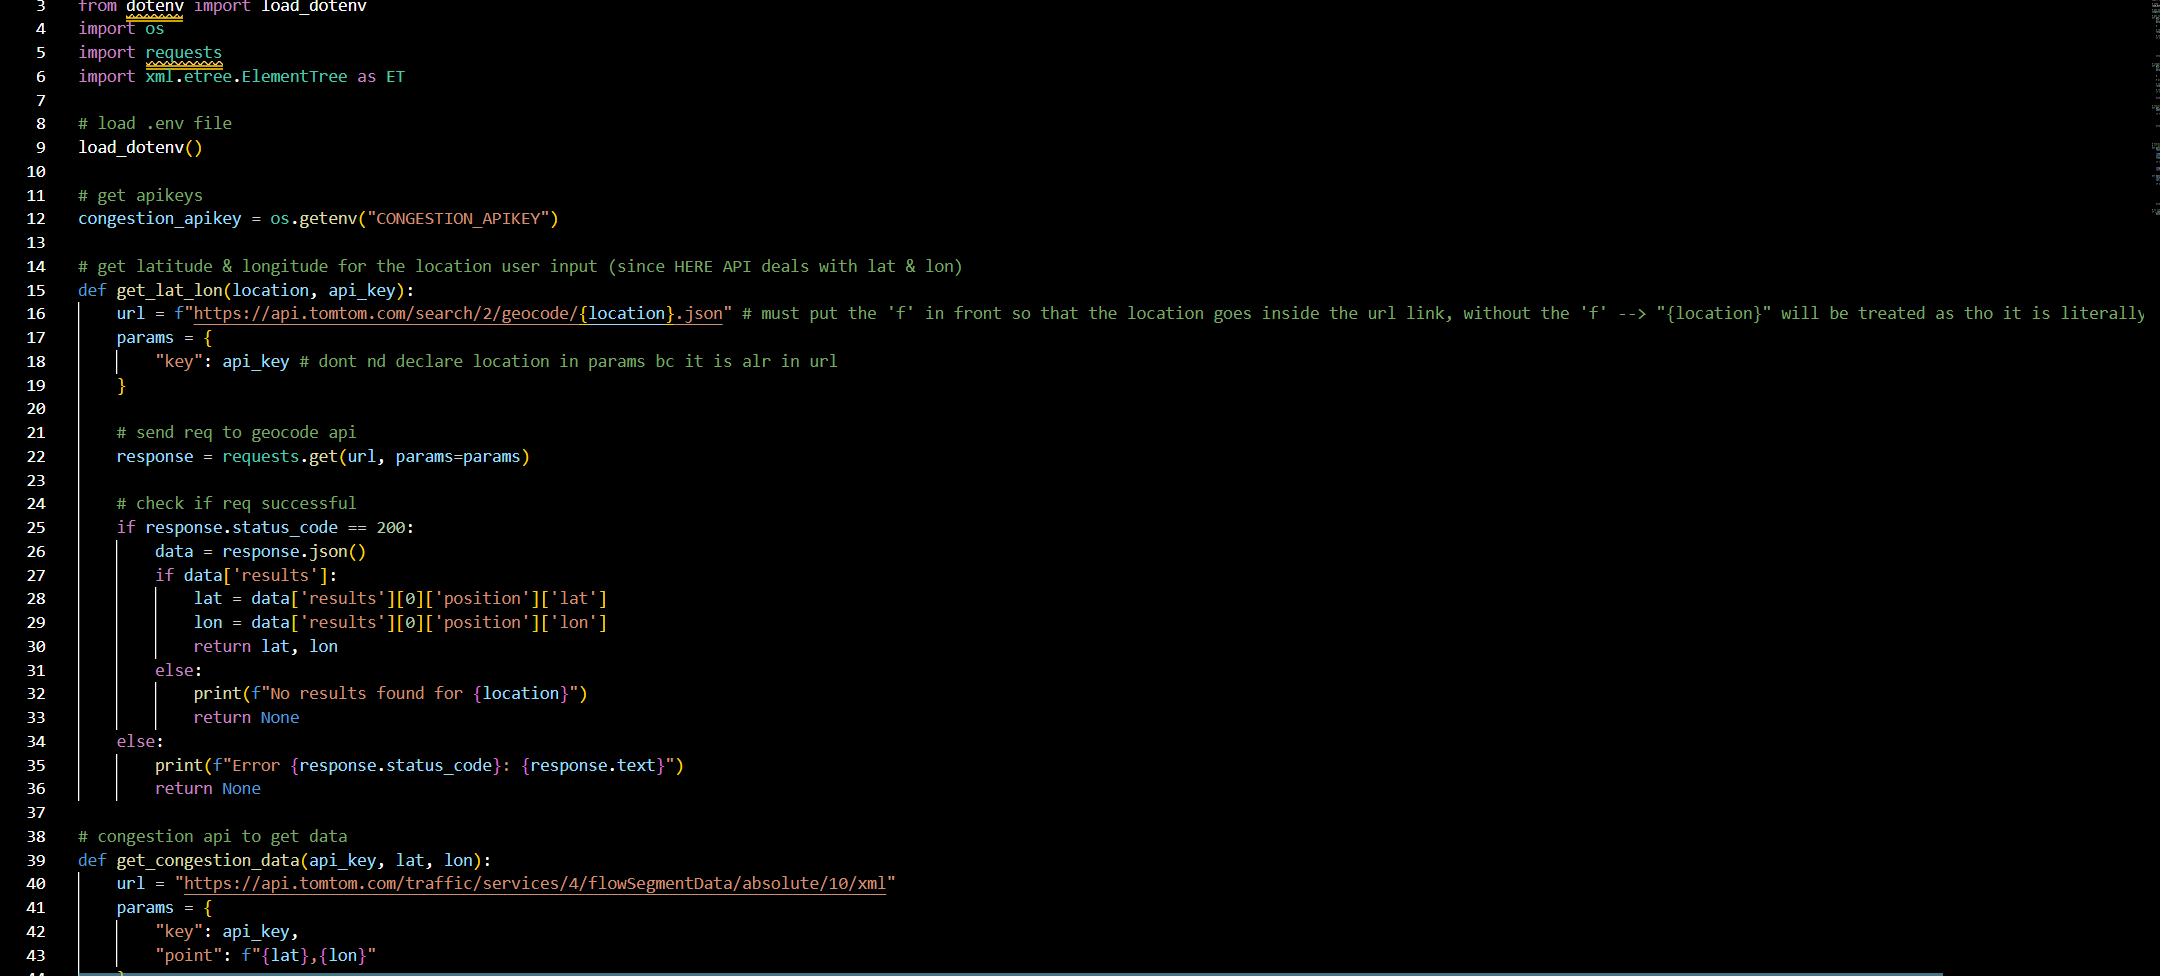 3 from dotenv import load_dotenv
4 import os
5 import requests
6 import xml.etree.ElementTree as ET
7
8 # load .env file
9 load_dotenv()
10
11 # get apikeys
12 congestion_apikey = os.getenv("CONGESTION_APIKEY")
13
14 # get latitude & longitude for the location user input (since HERE API deals with lat & lon)
15 def get_lat_lon(location, api_key):
16     url = f"https://api.tomtom.com/search/2/geocode/{location}.json" # must put the 'f' in front so that the location goes inside the url link, without the 'f' --> "{location}" will be treated as tho it is literally
17     params = {
18         "key": api_key # dont nd declare location in params bc it is alr in url
19     }
20
21     # send req to geocode api
22     response = requests.get(url, params=params)
23
24     # check if req successful
25     if response.status_code == 200:
26         data = response.json()
27         if data['results']:
28             lat = data['results'][0]['position']['lat']
29             lon = data['results'][0]['position']['lon']
30             return lat, lon
31         else:
32             print(f"No results found for {location}")
33             return None
34     else:
35         print(f"Error {response.status_code}: {response.text}")
36         return None
37
38 # congestion api to get data
39 def get_congestion_data(api_key, lat, lon):
40     url = "https://api.tomtom.com/traffic/services/4/flowSegmentData/absolute/10/xml"
41     params = {
42         "key": api_key,
43         "point": f"{lat},{lon}"